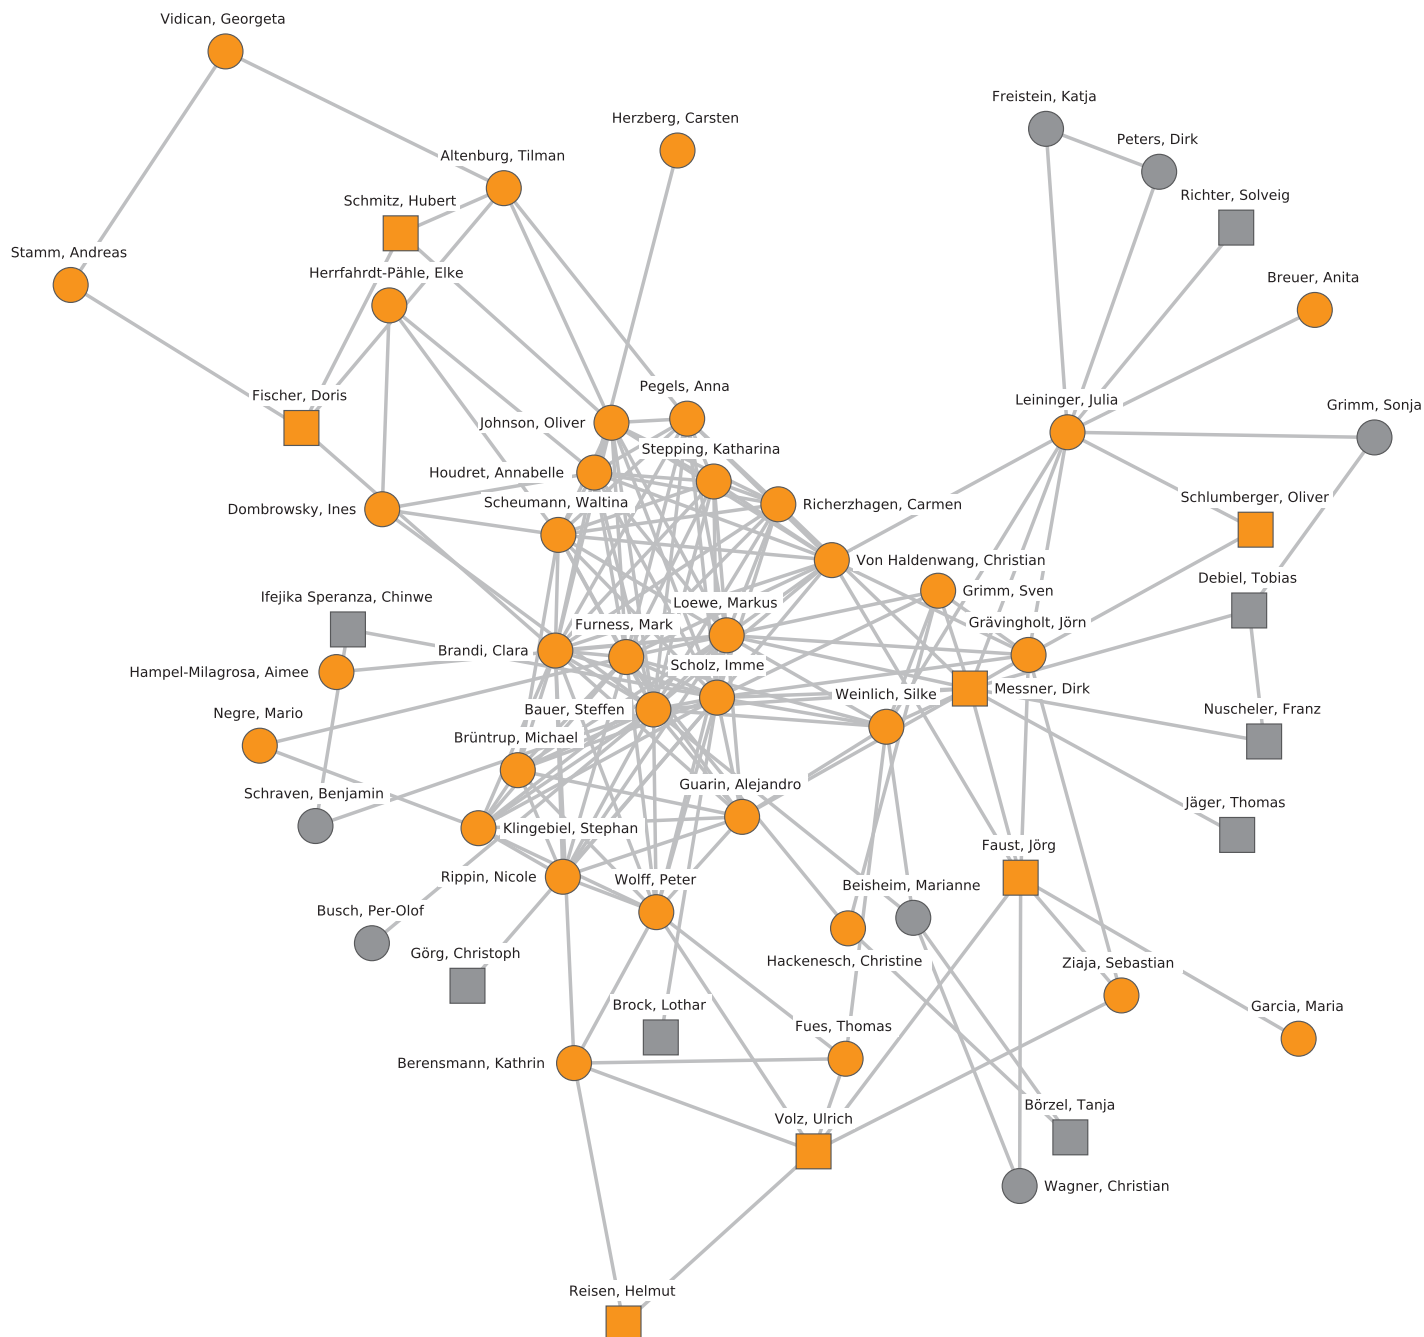 Vidican, Georgeta
Freistein, Katja
Herzberg, Carsten
Peters, Dirk
Altenburg, Tilman
Richter, Solveig
Schmitz, Hubert
Stamm, Andreas
Herrfahrdt-Pähle, Elke
Breuer, Anita
Pegels, Anna
Fischer, Doris
Leininger, Julia
Grimm, Sonja
Johnson, Oliver
Stepping, Katharina
Houdret, Annabelle
Schlumberger, Oliver
Scheumann, Waltina
Richerzhagen, Carmen
Dombrowsky, Ines
Von Haldenwang, Christian
Debiel, Tobias
Grimm, Sven
Ifejika Speranza, Chinwe
Loewe, Markus
Furness, Mark
Grävingholt, Jörn
Brandi, Clara
Scholz, Imme
Hampel-Milagrosa, Aimee
Messner, Dirk
Weinlich, Silke
Negre, Mario
Bauer, Steffen
Nuscheler, Franz
Brüntrup, Michael
Guarin, Alejandro
Schraven, Benjamin
Jäger, Thomas
Klingebiel, Stephan
Faust, Jörg
Rippin, Nicole
Wolff, Peter
Beisheim, Marianne
Busch, Per-Olof
Görg, Christoph
Hackenesch, Christine
Ziaja, Sebastian
Brock, Lothar
Garcia, Maria
Fues, Thomas
Berensmann, Kathrin
Börzel, Tanja
Volz, Ulrich
Wagner, Christian
Reisen, Helmut